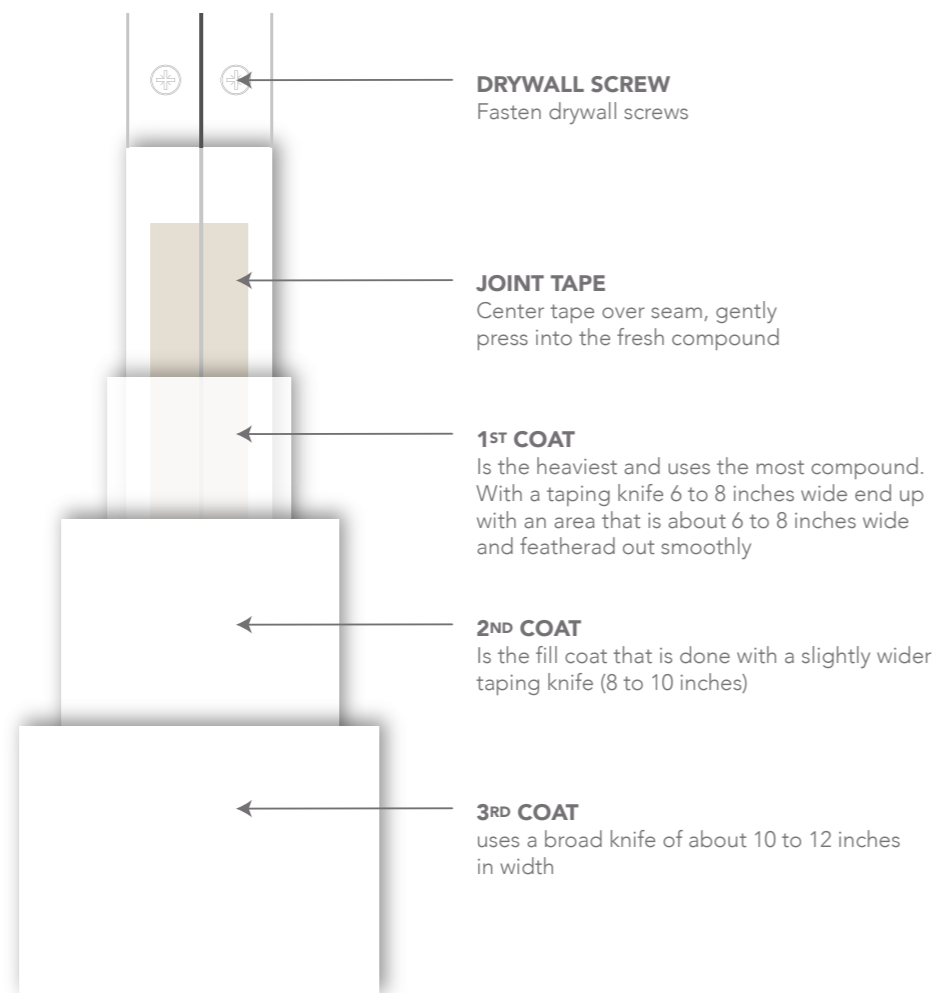 DRYWALL SCREW
Fasten drywall screws
JOINT TAPE
Center tape over seam, gently
press into the fresh compound
1ST COAT
Is the heaviest and uses the most compound.
With a taping knife 6 to 8 inches wide end up
with an area that is about 6 to 8 inches wide
and featherad out smoothly
2ND COAT
Is the fill coat that is done with a slightly wider
taping knife (8 to 10 inches)
3RD COAT
uses a broad knife of about 10 to 12 inches
in width